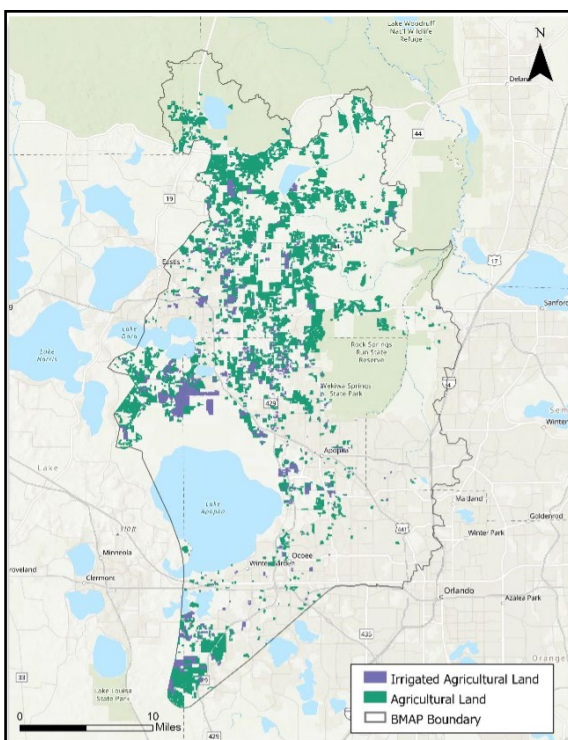 Lake Woodruff
Nat'l Wildlife
Refuge
N
Deland
44
19
17
Eustis
Sanford
Lake
Dora
Lake
Harris
Rock Springs
Run State
Reserve
Wekiwa Springs
State Park
429
Apopka
Lake
Lake
Apopka
441
Maitland
Goldenrod
Winter Park
Minneola
Ocoee
Winter
Clermont
Orlando
Azalea Park
435
Orange
33
Lake Louisa
State Park
429
0
10
Miles
Irrigated Agricultural Land
Agricultural Land
BMAP Boundary